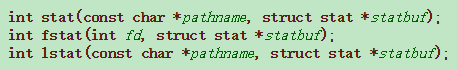 int stat(const char *pathname, struct stat *statbuf);
int fstat(int fd, struct stat *statbuf);
int lstat(const char *pathname, struct stat *statbuf);